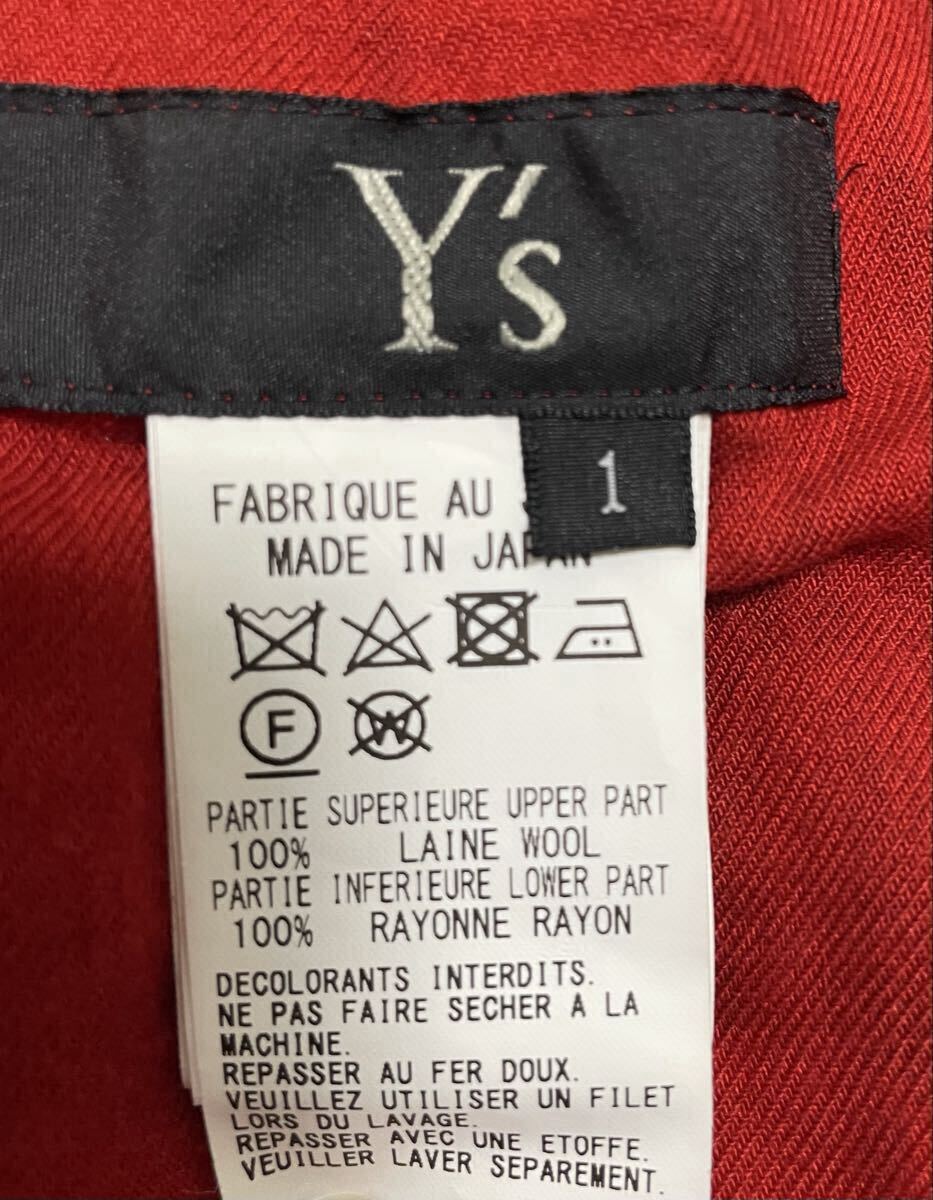 Y's
1
FABRIQUE AU
MADE IN JAPAN
F
W
PARTIE SUPERIEURE UPPER PART
100% LAINE WOOL
PARTIE INFERIEURE LOWER PART
100% RAYONNE RAYON
DECOLORANTS INTERDITS.
NE PAS FAIRE SECHER A LA
MACHINE.
REPASSER AU FER DOUX.
VEUILLEZ UTILISER UN FILET
LORS DU LAVAGE.
REPASSER AVEC UNE ETOFFE.
VEUILLER LAVER SEPAREMENT.